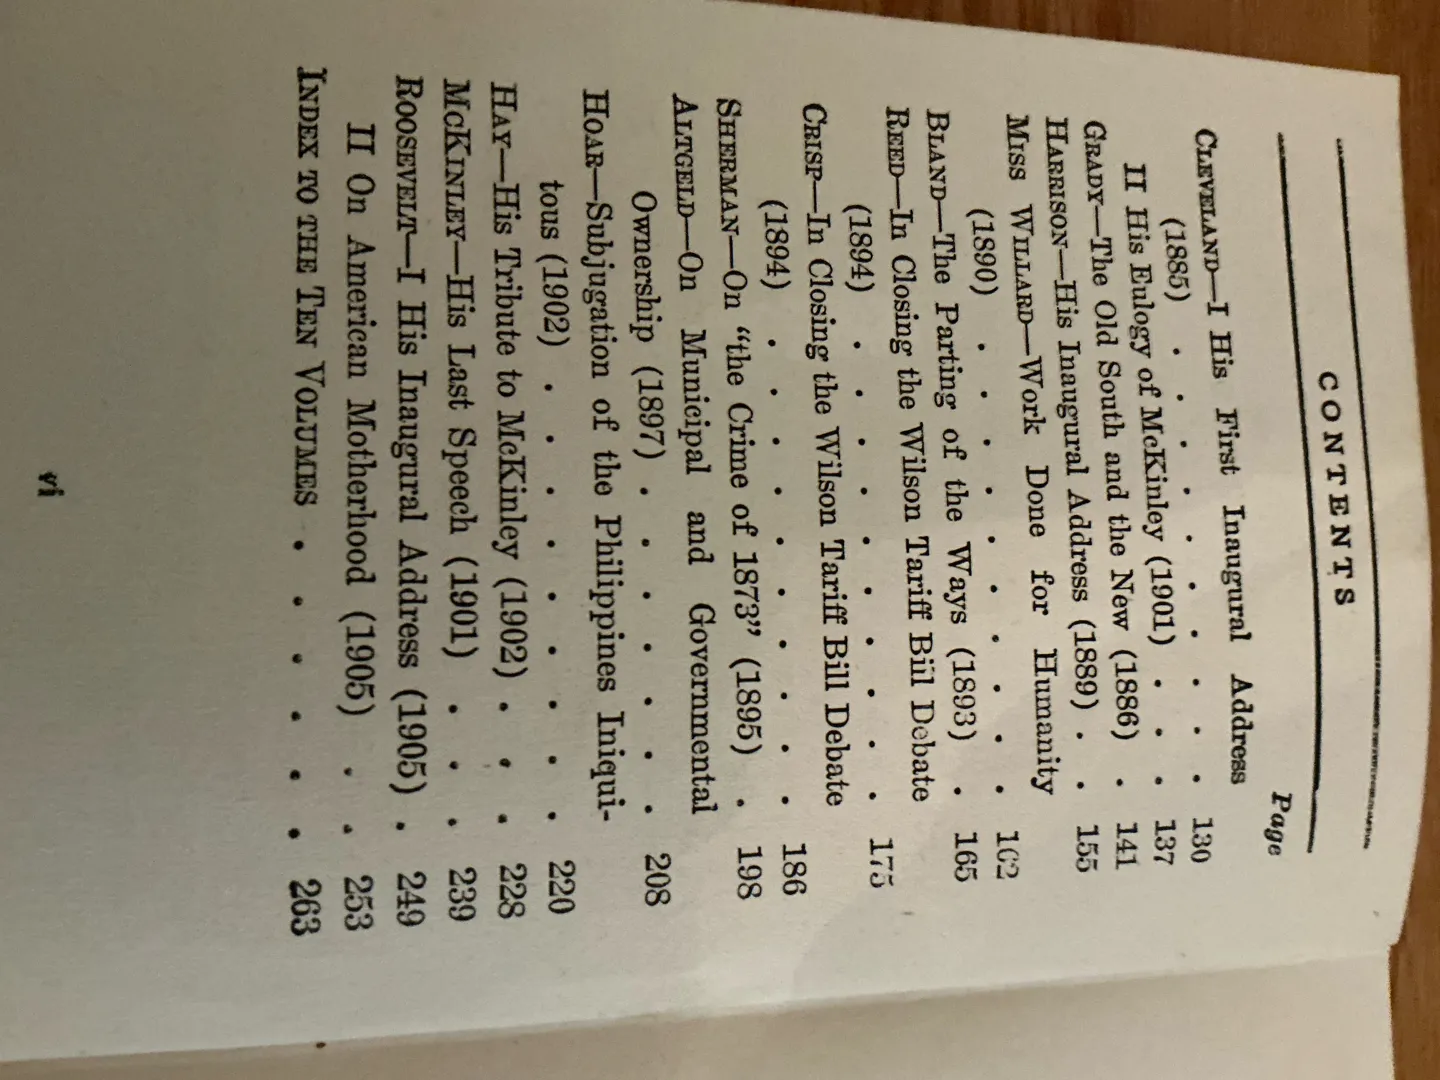 CONTENTS
Page
CLEVELAND—I His First Inaugural Address
(1885) . . . . . . . . . 130
II His Eulogy of McKinley (1901) . . . 137
GRADY—The Old South and the New (1886) . 141
HARRISON—His Inaugural Address (1889) . . 155
MISS WILLARD—Work Done for Humanity
(1890) . . . . . . . . . 162
BLAND—The Parting of the Ways (1893) . 165
REED—In Closing the Wilson Tariff Bill Debate
(1894) . . . . . . . . . 175
CRISP—In Closing the Wilson Tariff Bill Debate
(1894) . . . . . . . . . 186
SHERMAN—On “the Crime of 1873” (1895) . 198
ALTGELD—On Municipal and Governmental
Ownership (1897) . . . . . . . 208
HOAR—Subjugation of the Philippines Iniqui-
tous (1902) . . . . . . . . . 220
HAY—His Tribute to McKinley (1902) . . . 228
MCKINLEY—His Last Speech (1901) . . . 239
ROOSEVELT—I His Inaugural Address (1905) . 249
II On American Motherhood (1905) . . 253
INDEX TO THE TEN VOLUMES . . . . . . 263
vi